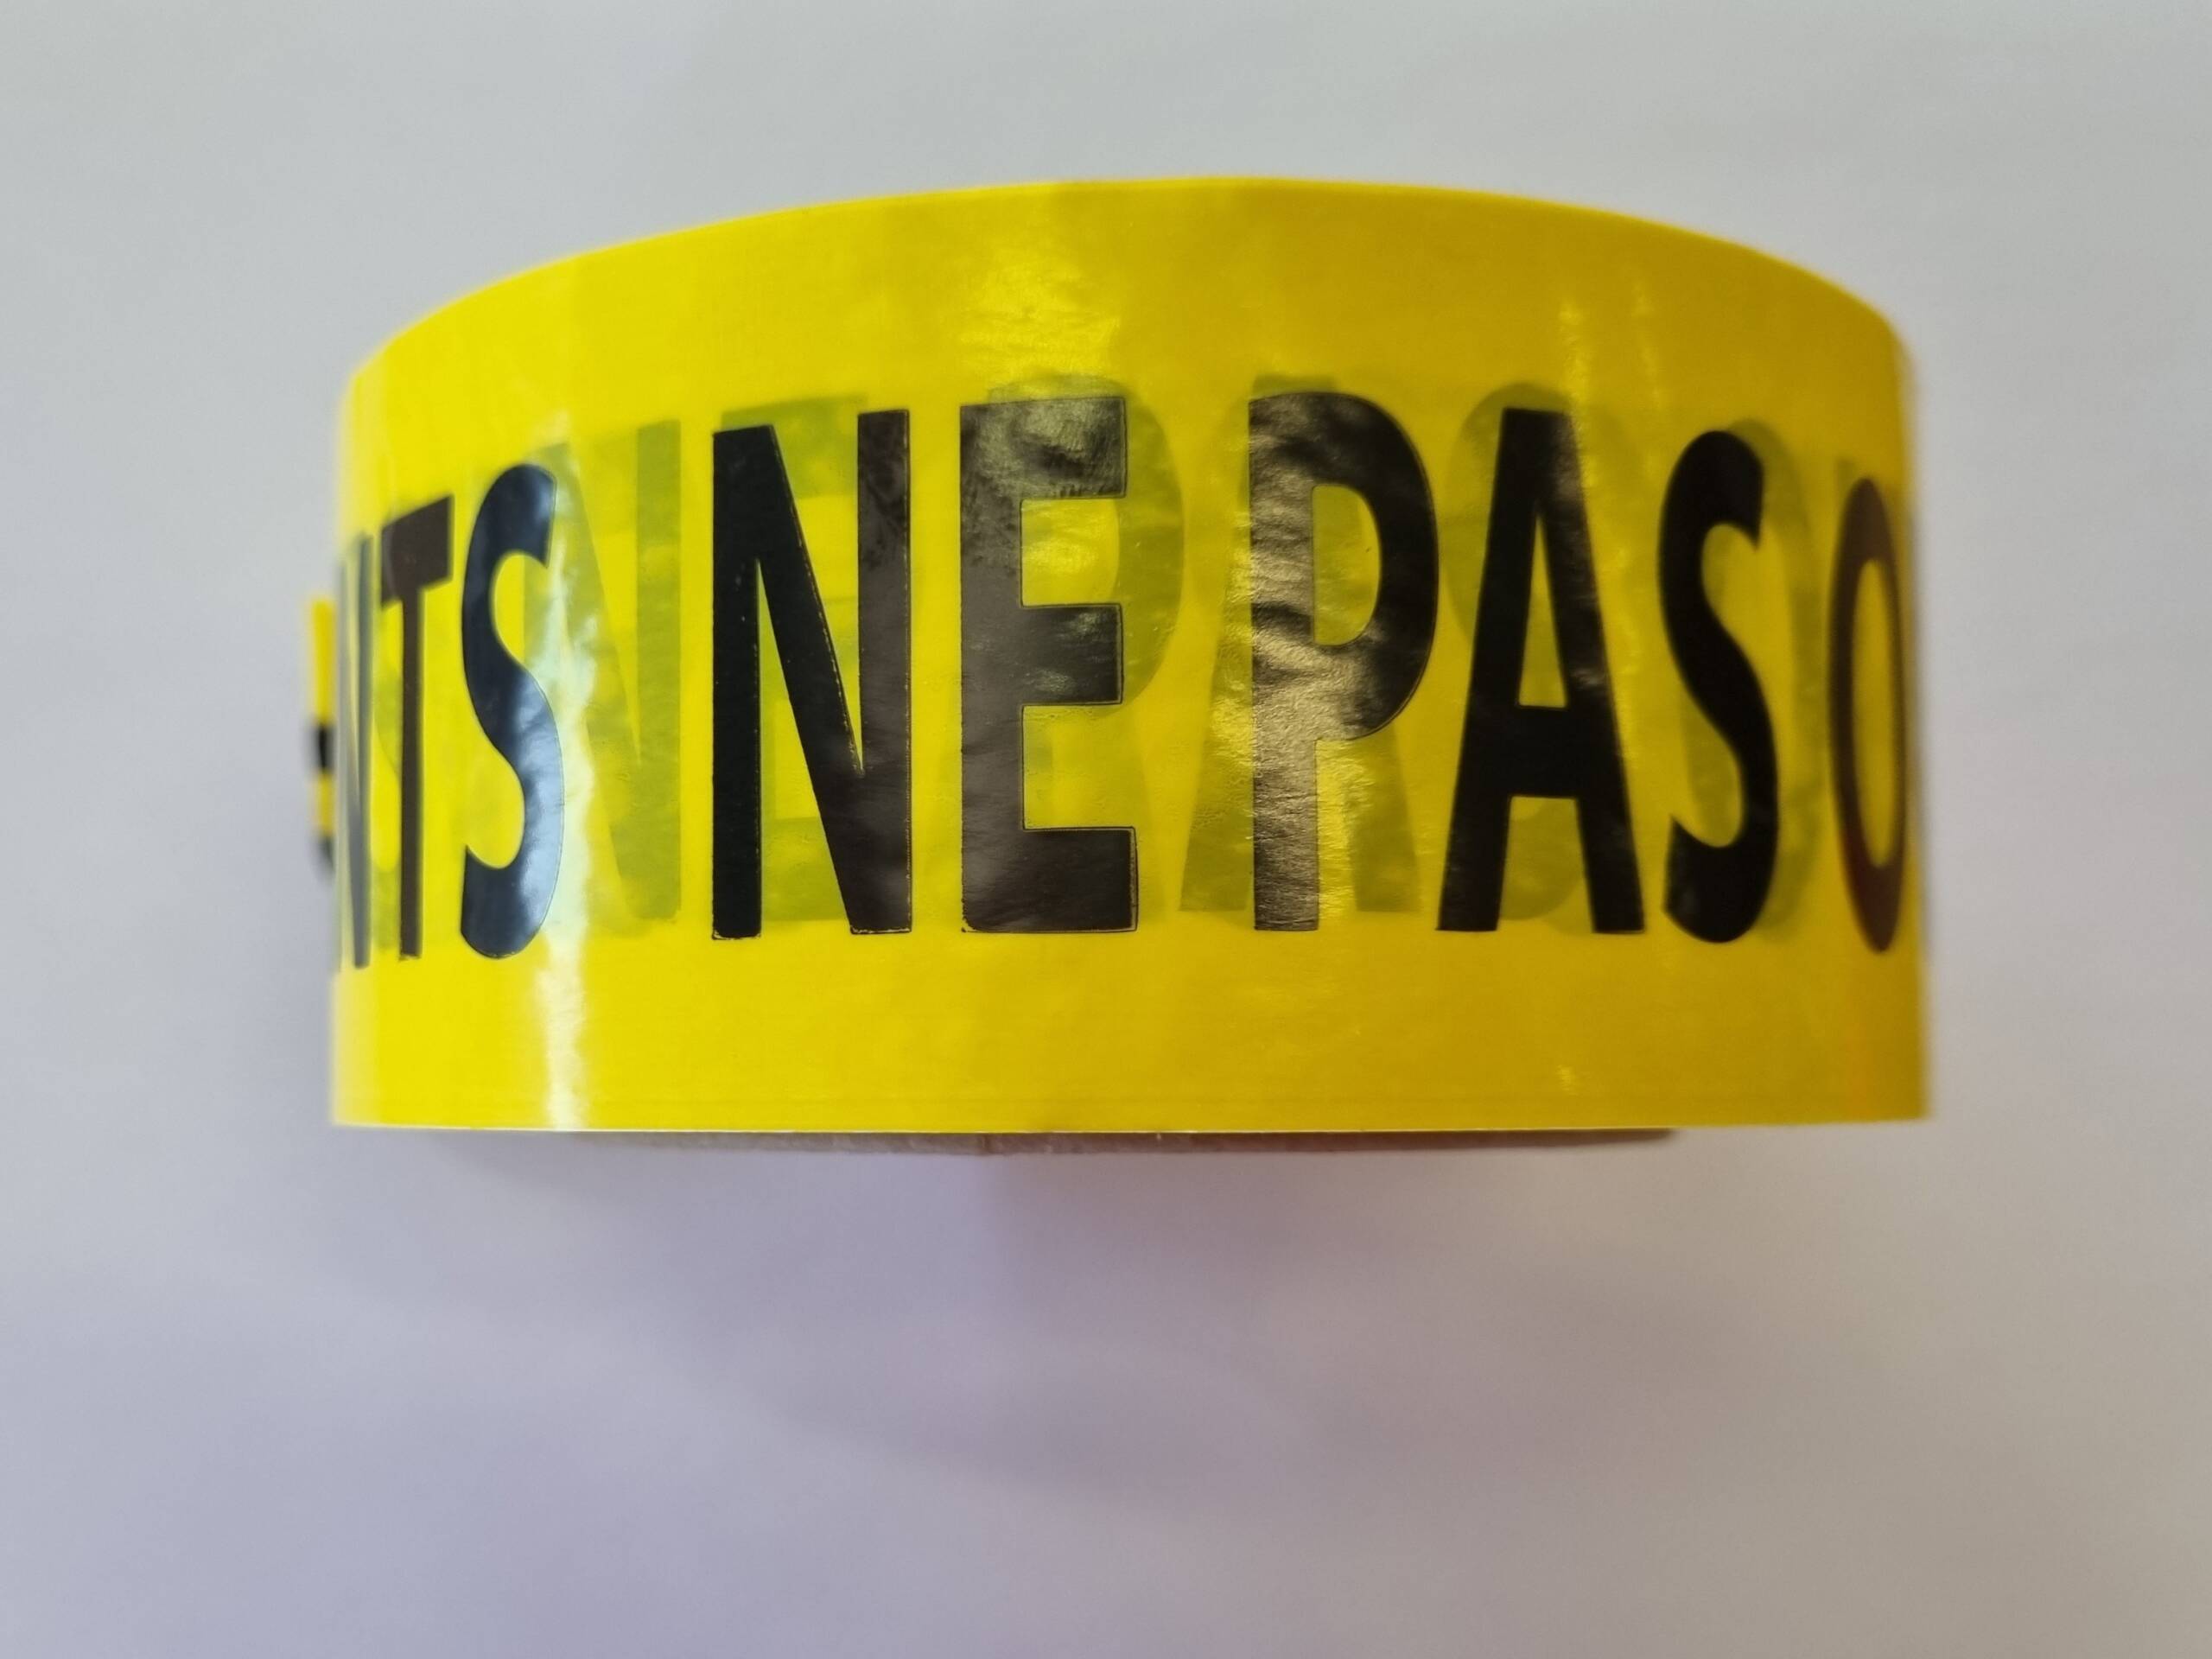 NTS NE PAS O